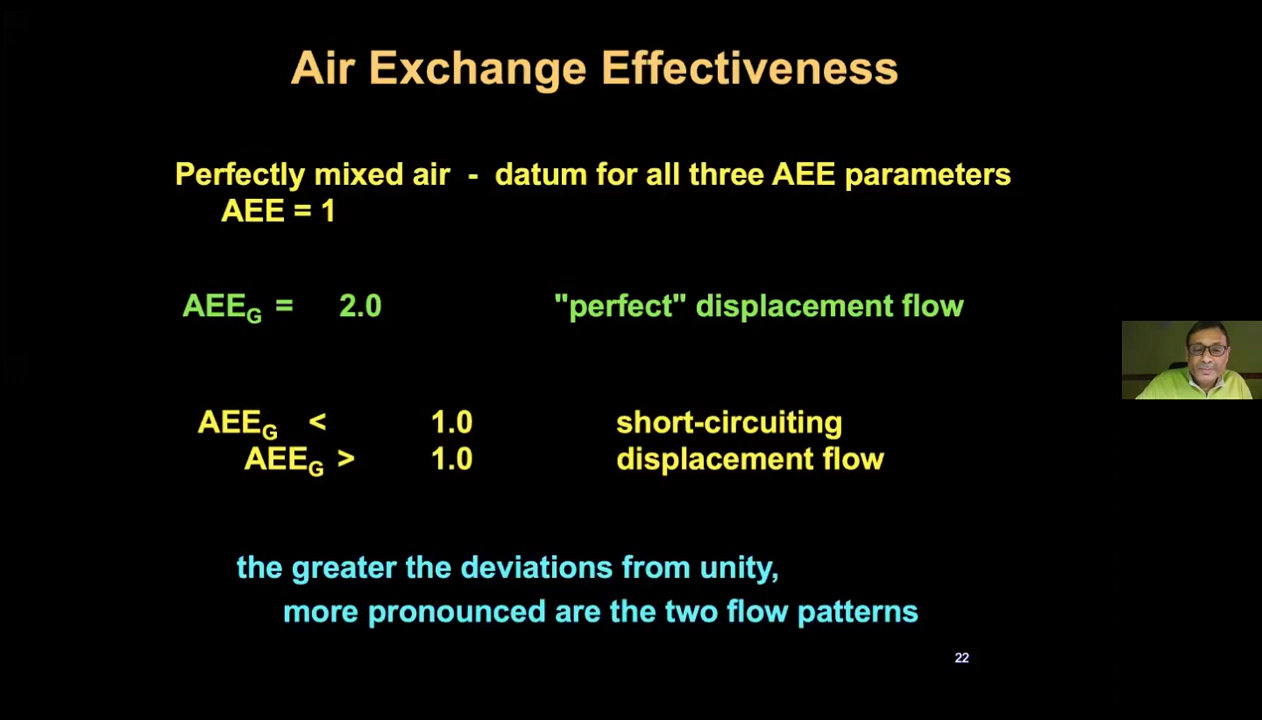 Air Exchange Effectiveness
Perfectly mixed air - datum for all three AEE parameters
AEE = 1
AEEG = 2.0 "perfect" displacement flow
AEEG < 1.0 short-circuiting
AEEG > 1.0 displacement flow
the greater the deviations from unity,
more pronounced are the two flow patterns
22